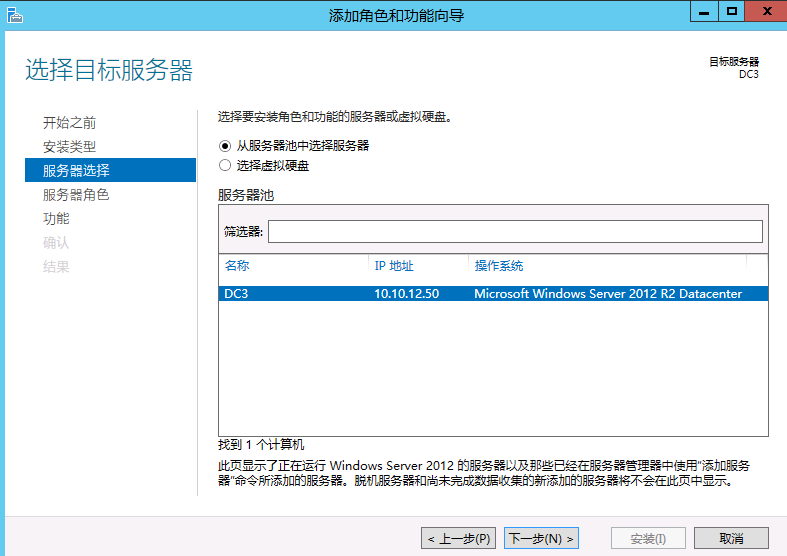 添加角色和功能向导
选择目标服务器
目标服务器
DC3
开始之前
安装类型
服务器选择
服务器角色
功能
确认
结果
选择要安装角色和功能的服务器或虚拟硬盘。
从服务器池中选择服务器
选择虚拟硬盘
服务器池
筛选器:
名称 IP 地址 操作系统
DC3 10.10.12.50 Microsoft Windows Server 2012 R2 Datacenter
找到 1 个计算机
此页显示了正在运行 Windows Server 2012 的服务器以及那些已经在服务器管理器中使用"添加服务
器"命令所添加的服务器。脱机服务器和尚未完成数据收集的新添加的服务器将不会在此页中显示。
< 上一步(P) 下一步(N) > 安装(I) 取消